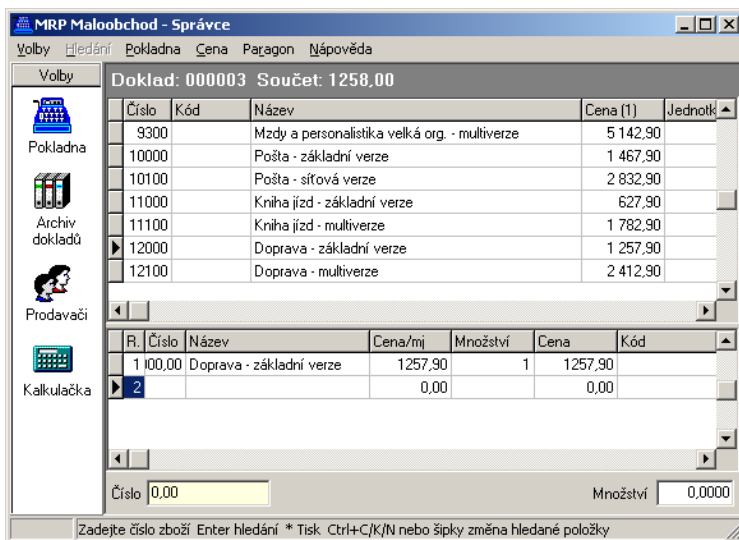 MRP Maloobchod - Správce
Volby Hledání Pokladna Cena Paragon Nápověda
Volby
Doklad: 000003 Součet: 1258,00
Číslo Kód Název Cena (1) Jednotk
9300 Mzdy a personalistika velká org. - multiverze 5 142,90
10000 Pošta - základní verze 1 467,90
10100 Pošta - síťová verze 2 832,90
11000 Kniha jízd - základní verze 627,90
11100 Kniha jízd - multiverze 1 782,90
12000 Doprava - základní verze 1 257,90
12100 Doprava - multiverze 2 412,90
Pokladna
Archiv
dokladů
Prodavači
Kalkulačka
R. Číslo Název Cena/mj Množství Cena Kód
1 00,00 Doprava - základní verze 1257,90 1 1257,90
2 0,00 0,00
Číslo 0,00 Množství 0,0000
Zadejte číslo zboží Enter hledání * Tisk Ctrl+C/K/N nebo šipky změna hledané položky